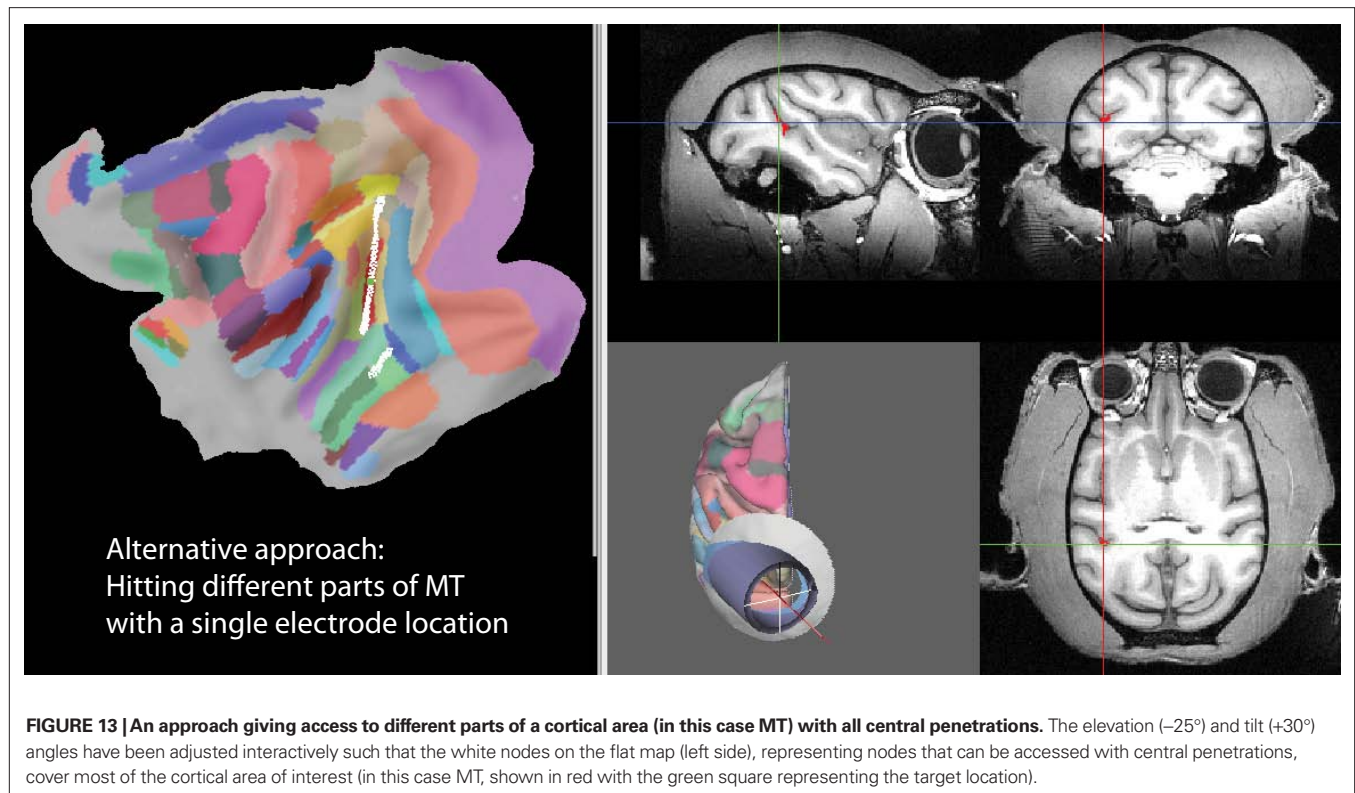 Alternative approach:
Hitting different parts of MT
with a single electrode location
FIGURE 13 | An approach giving access to different parts of a cortical area (in this case MT) with all central penetrations. The elevation (–25°) and tilt (+30°)
angles have been adjusted interactively such that the white nodes on the flat map (left side), representing nodes that can be accessed with central penetrations,
cover most of the cortical area of interest (in this case MT, shown in red with the green square representing the target location).